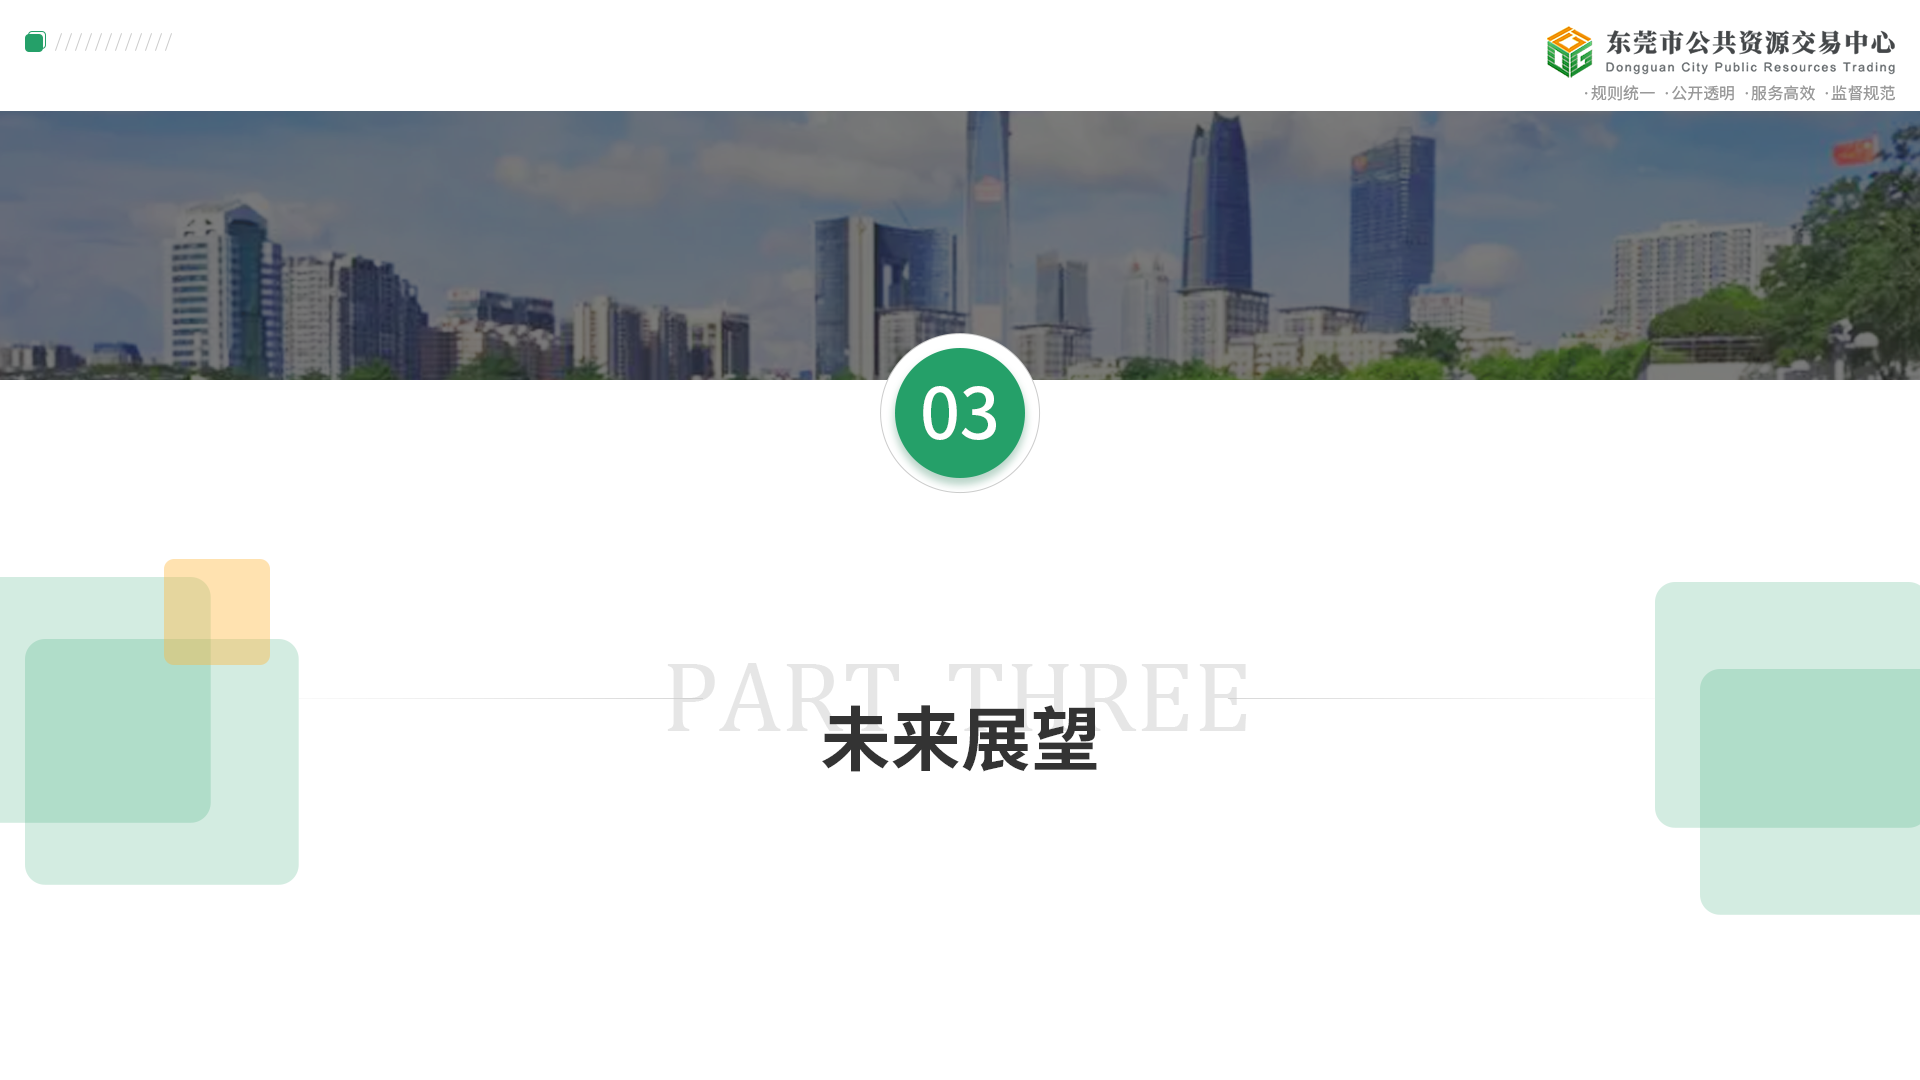 东莞市公共资源交易中心
Dongguan City Public Resources Trading
·规则统一 ·公开透明 ·服务高效 ·监督规范
03
PART THREE
未来展望